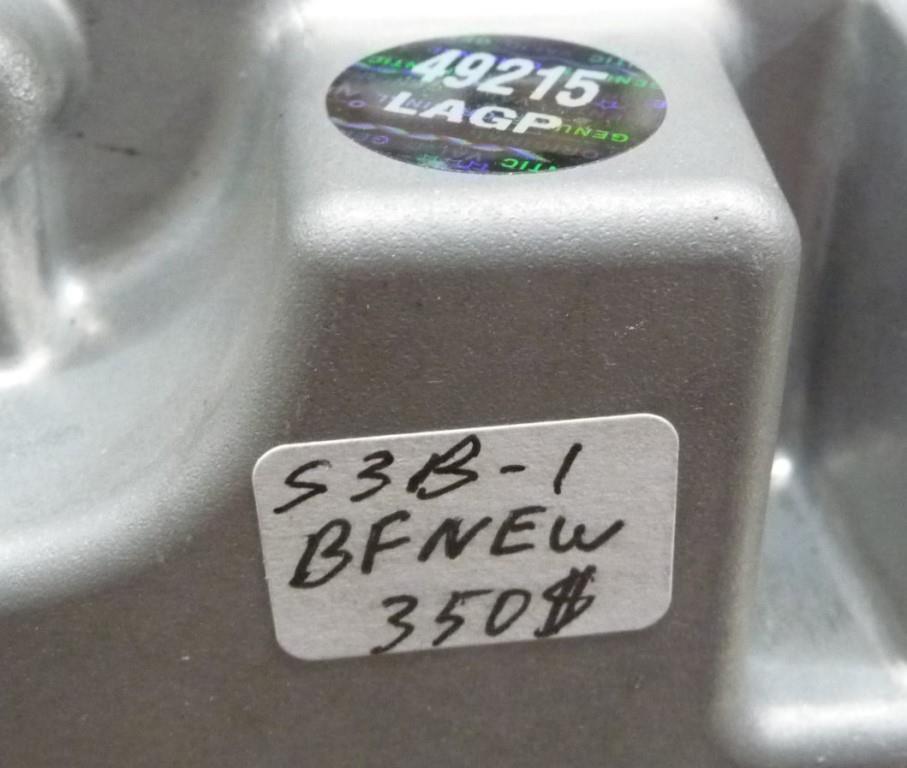 49215
LAGP
S3B-1
BFNEW
350$